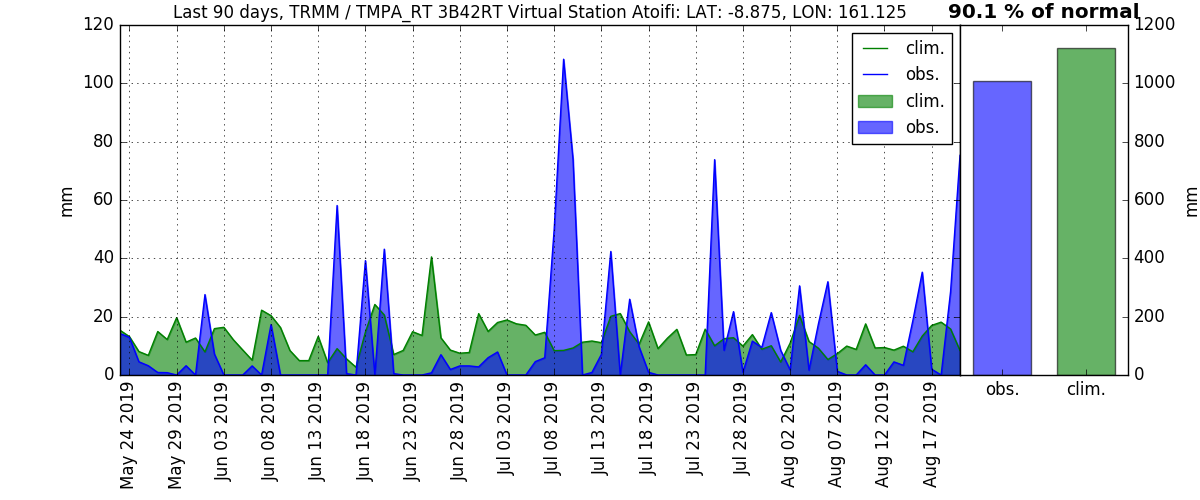 Last 90 days, TRMM / TMPA_RT 3B42RT Virtual Station Atoifi: LAT: -8.875, LON: 161.125
90.1 % of normal
120
100
80
60
40
20
0
mm
clim.
obs.
clim.
obs.
1200
1000
800
600
400
200
0
mm
May 24 2019
May 29 2019
Jun 03 2019
Jun 08 2019
Jun 13 2019
Jun 18 2019
Jun 23 2019
Jun 28 2019
Jul 03 2019
Jul 08 2019
Jul 13 2019
Jul 18 2019
Jul 23 2019
Jul 28 2019
Aug 02 2019
Aug 07 2019
Aug 12 2019
Aug 17 2019
obs.
clim.